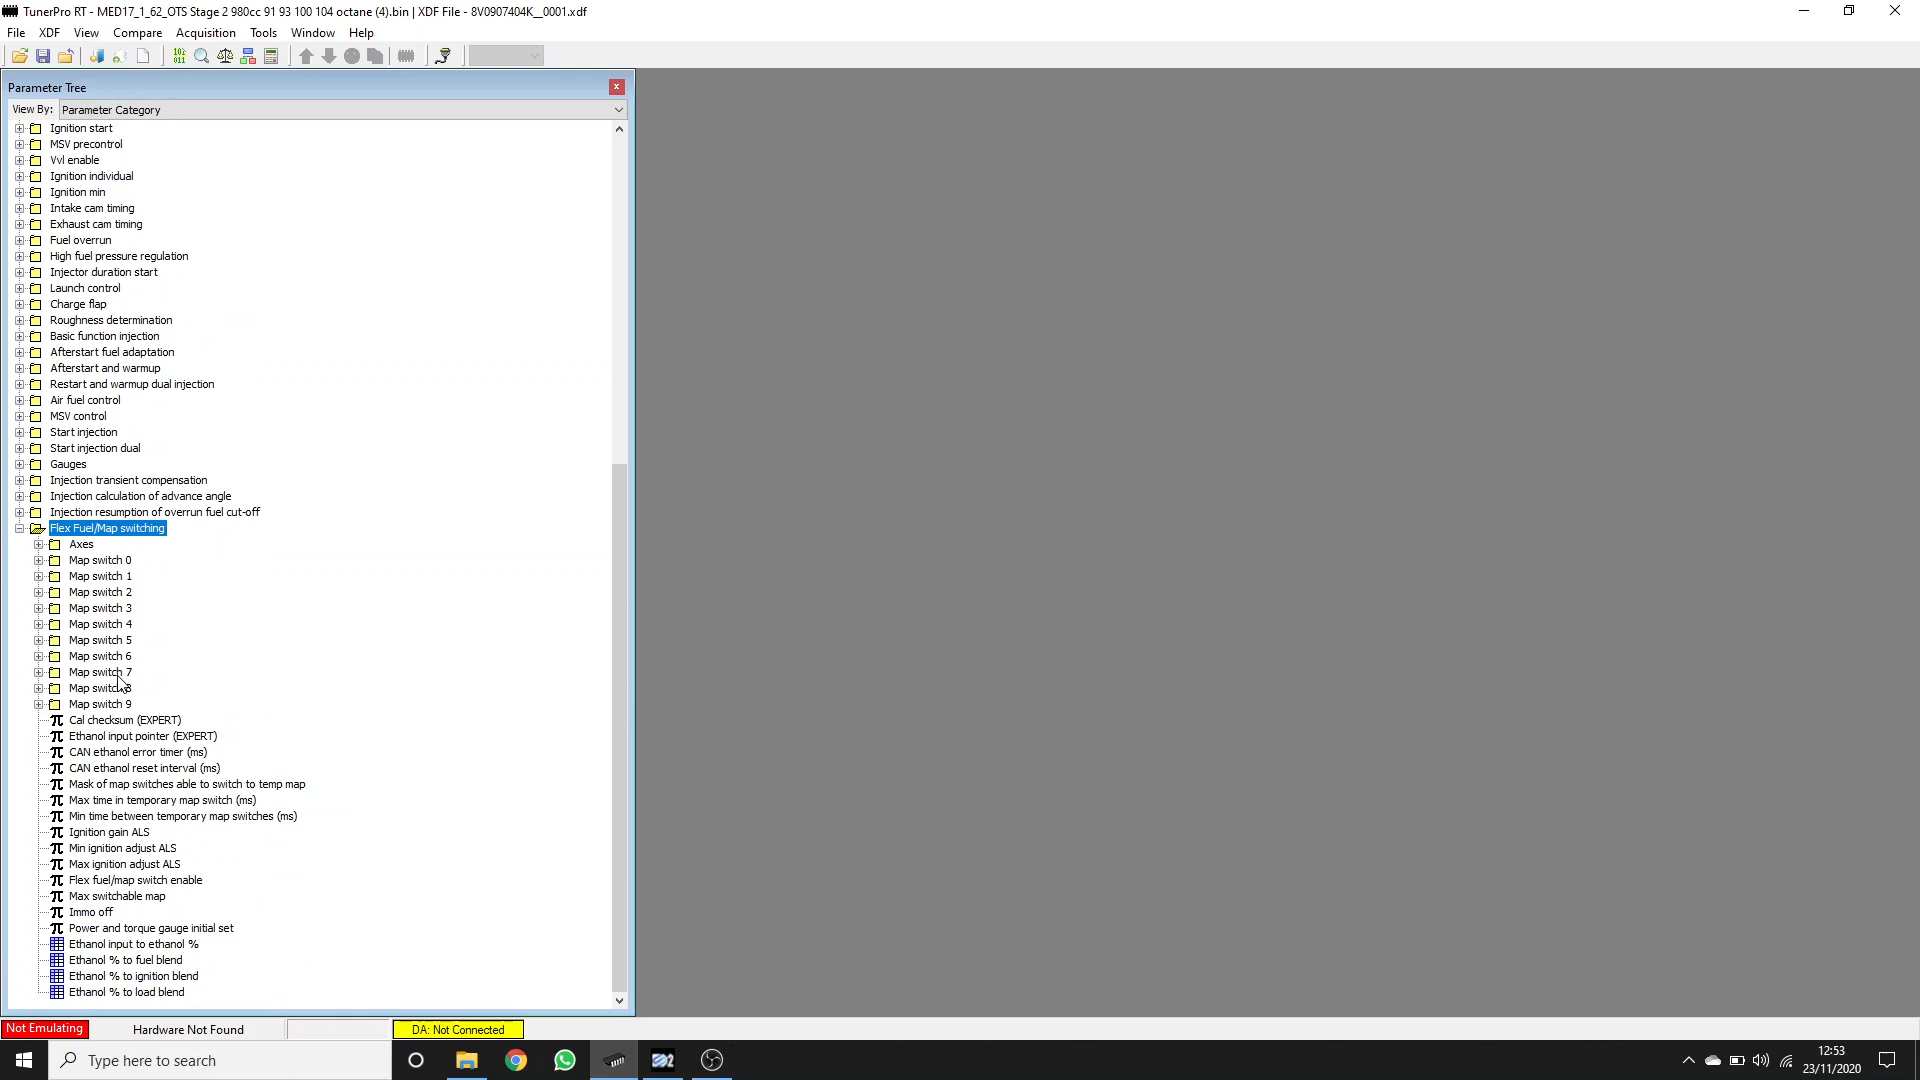 TunerPro RT - MED17_1_62_OTS Stage 2 980cc 91 93 100 104 octane (4).bin | XDF File - 8V0907404K__0001.xdf
File XDF View Compare Acquisition Tools Window Help
Parameter Tree
View By: Parameter Category
Ignition start
MSV precontrol
Vvl enable
Ignition individual
Ignition min
Intake cam timing
Exhaust cam timing
Fuel overrun
High fuel pressure regulation
Injector duration start
Launch control
Charge flap
Roughness determination
Basic function injection
Afterstart fuel adaptation
Afterstart and warmup
Restart and warmup dual injection
Air fuel control
MSV control
Start injection
Start injection dual
Gauges
Injection transient compensation
Injection calculation of advance angle
Injection resumption of overrun fuel cut-off
Flex Fuel/Map switching
Axes
Map switch 0
Map switch 1
Map switch 2
Map switch 3
Map switch 4
Map switch 5
Map switch 6
Map switch 7
Map switch 8
Map switch 9
Cal checksum (EXPERT)
Ethanol input pointer (EXPERT)
CAN ethanol error timer (ms)
CAN ethanol reset interval (ms)
Mask of map switches able to switch to temp map
Max time in temporary map switch (ms)
Min time between temporary map switches (ms)
Ignition gain ALS
Min ignition adjust ALS
Max ignition adjust ALS
Flex fuel/map switch enable
Max switchable map
Immo off
Power and torque gauge initial set
Ethanol input to ethanol %
Ethanol % to fuel blend
Ethanol % to ignition blend
Ethanol % to load blend
Not Emulating Hardware Not Found DA: Not Connected
Type here to search
12:53
23/11/2020